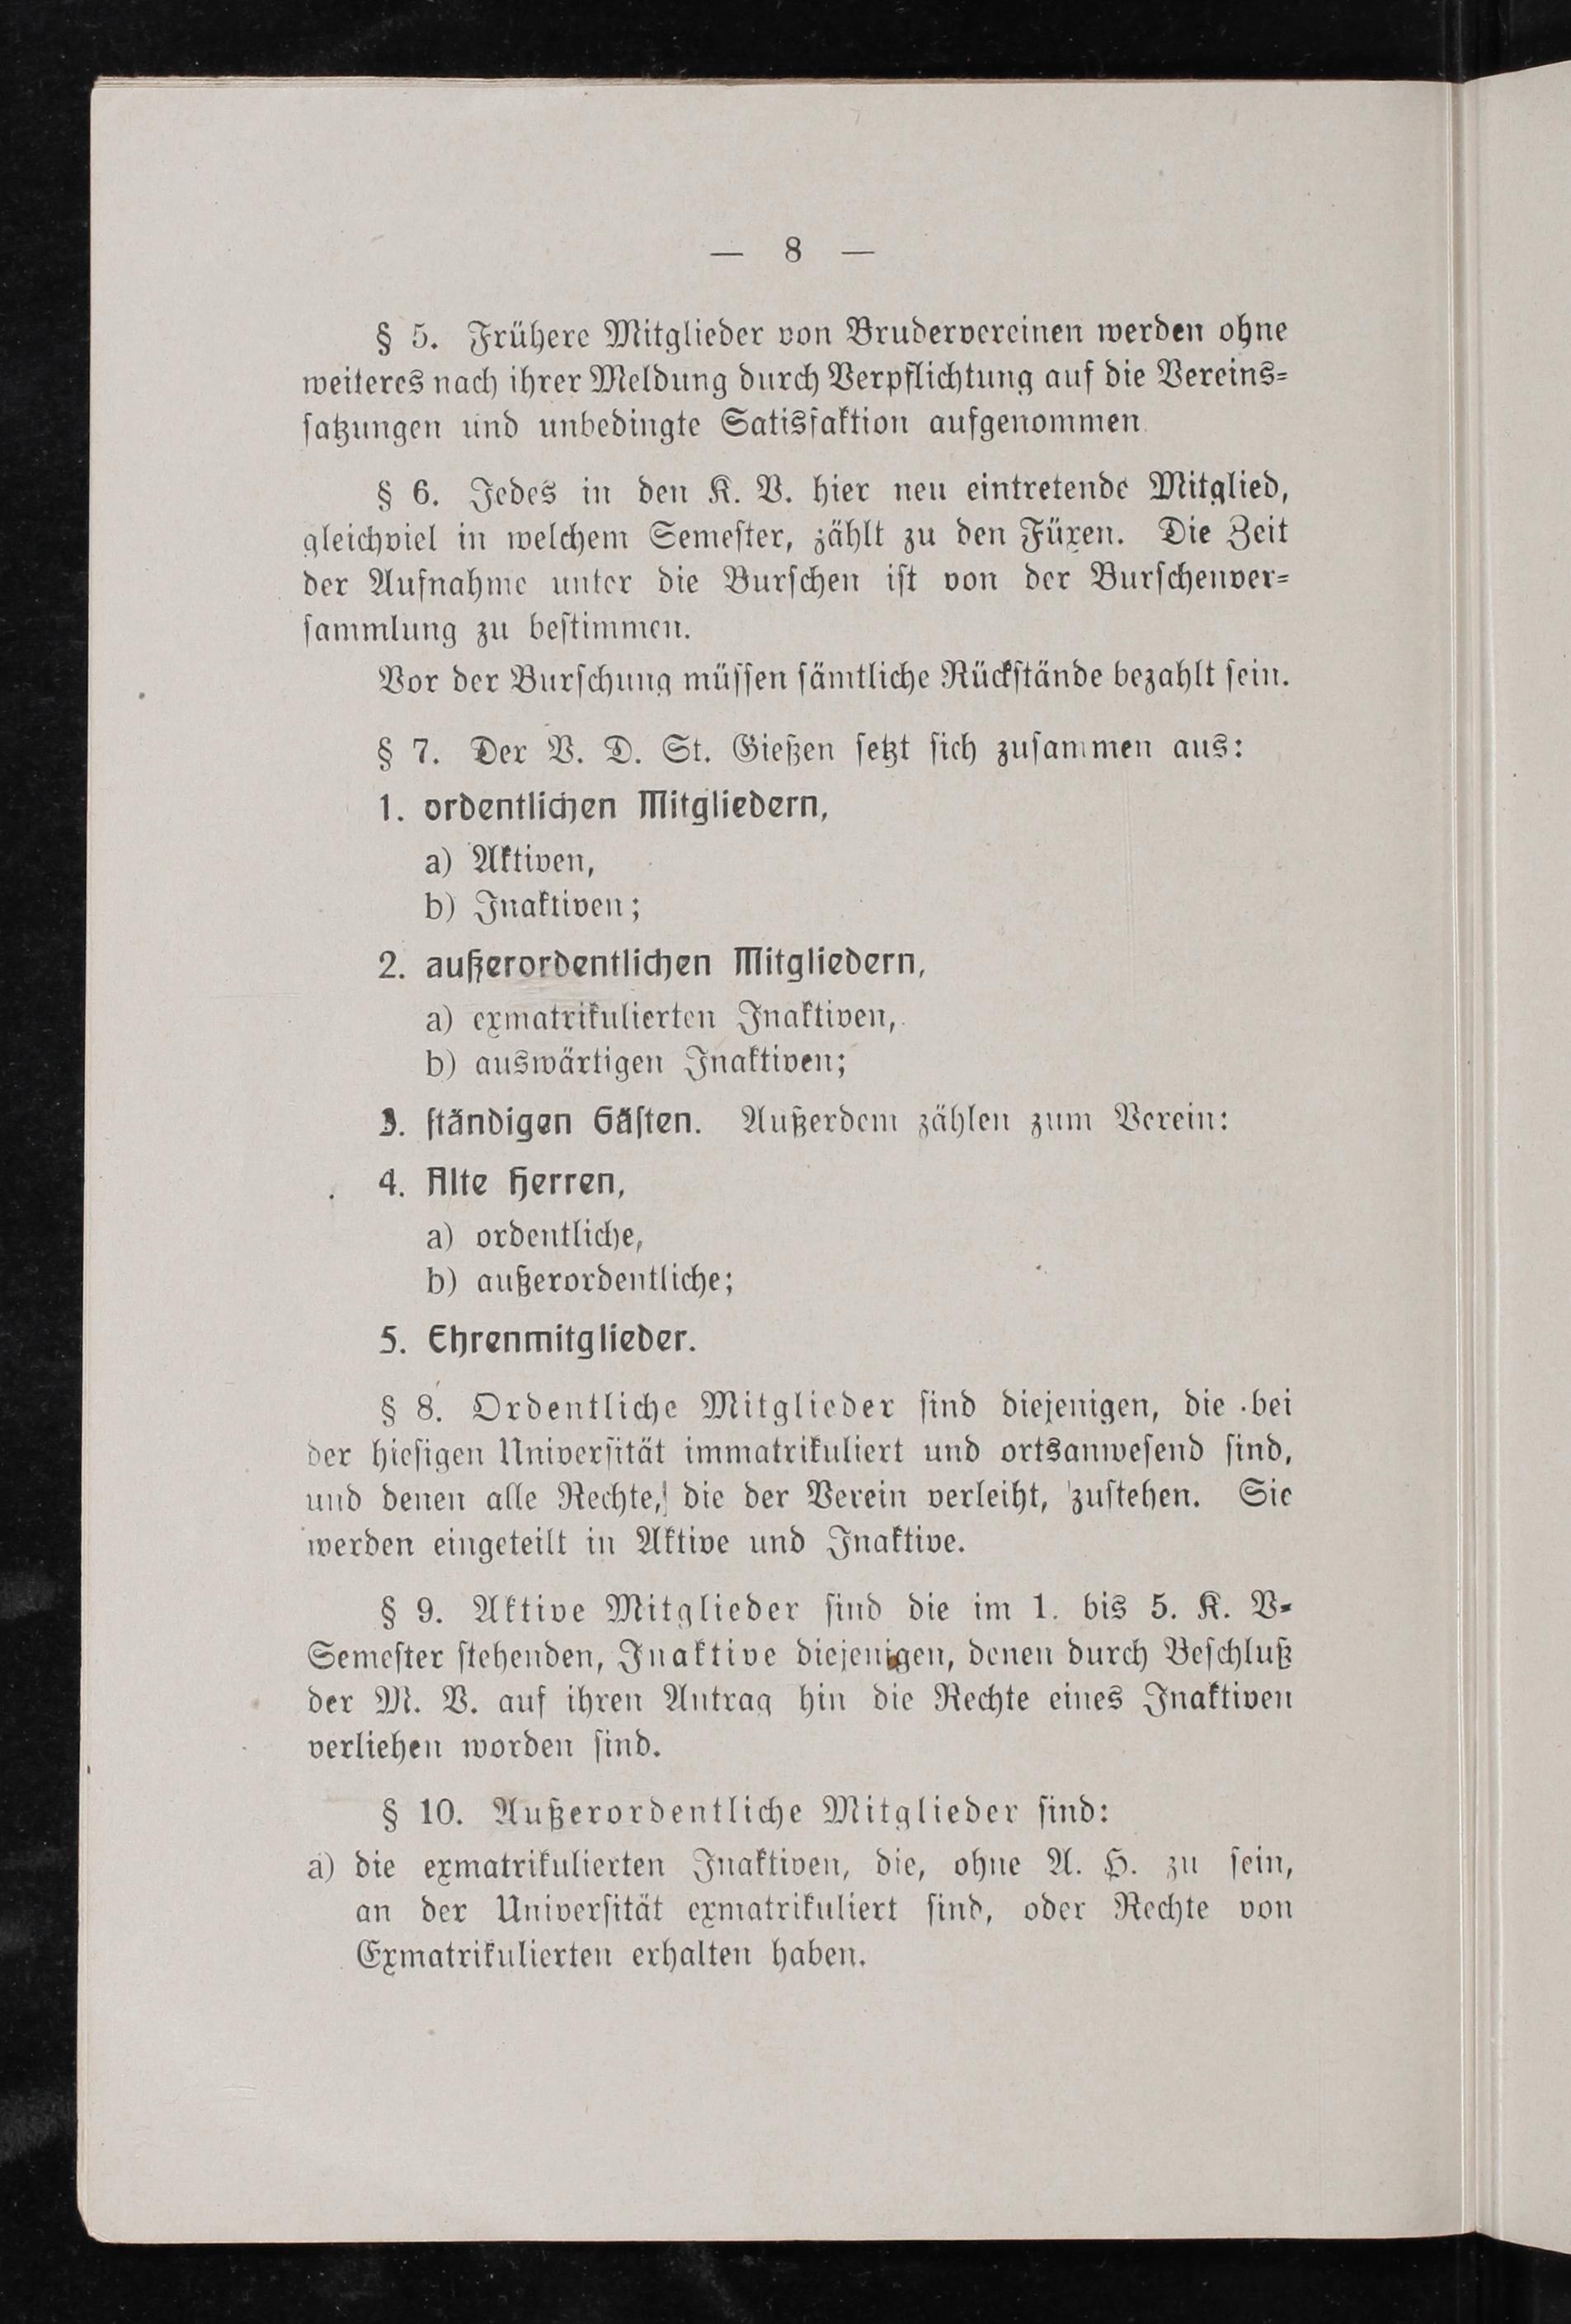 — 8 —
§ 5. Frühere Mitglieder von Brudervereinen werden ohne
weiteres nach ihrer Meldung durch Verpflichtung auf die Vereins-
satzungen und unbedingte Satisfaktion aufgenommen.
§ 6. Jedes in den K. V. hier neu eintretende Mitglied,
gleichviel in welchem Semester, zählt zu den Füxen. Die Zeit
der Aufnahme unter die Burschen ist von der Burschenver-
sammlung zu bestimmen.
Vor der Burschung müssen sämtliche Rückstände bezahlt sein.
§ 7. Der V. D. St. Gießen setzt sich zusammen aus:
1. ordentlichen Mitgliedern,
a) Aktiven,
b) Inaktiven;
2. außerordentlichen Mitgliedern,
a) exmatrikulierten Inaktiven,
b) auswärtigen Inaktiven;
3. ständigen Gästen. Außerdem zählen zum Verein:
4. Alte Herren,
a) ordentliche,
b) außerordentliche;
5. Ehrenmitglieder.
§ 8. Ordentliche Mitglieder sind diejenigen, die bei
der hiesigen Universität immatrikuliert und ortsanwesend sind,
und denen alle Rechte, die der Verein verleiht, zustehen. Sie
werden eingeteilt in Aktive und Inaktive.
§ 9. Aktive Mitglieder sind die im 1. bis 5. K. V-
Semester stehenden, Inaktive diejenigen, denen durch Beschluß
der M. V. auf ihren Antrag hin die Rechte eines Inaktiven
verliehen worden sind.
§ 10. Außerordentliche Mitglieder sind:
a) die exmatrikulierten Inaktiven, die, ohne A. H. zu sein,
an der Universität exmatrikuliert sind, oder Rechte von
Exmatrikulierten erhalten haben.